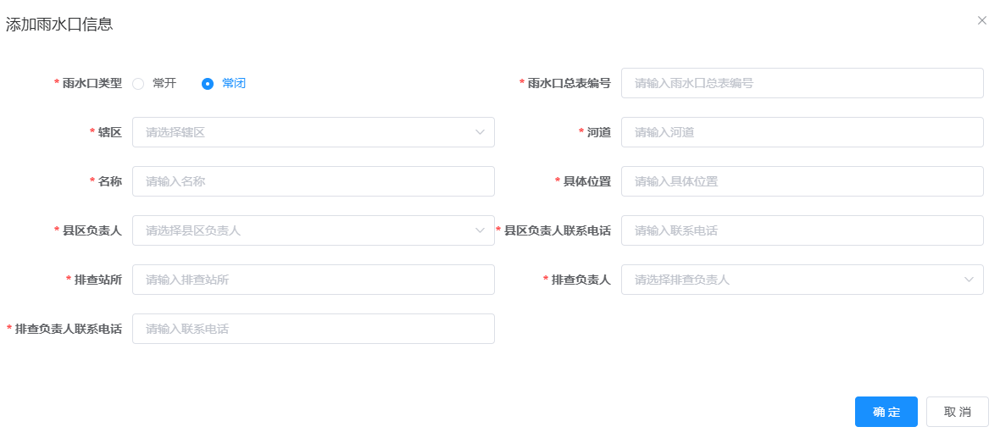 添加雨水口信息
* 雨水口类型 常开 常闭 * 雨水口总表编号 请输入雨水口总表编号
* 辖区 请选择辖区 * 河道 请输入河道
* 名称 请输入名称 * 具体位置 请输入具体位置
* 县区负责人 请选择县区负责人 * 县区负责人联系电话 请输入联系电话
* 排查站所 请输入排查站所 * 排查负责人 请选择排查负责人
* 排查负责人联系电话 请输入联系电话
确定 取消